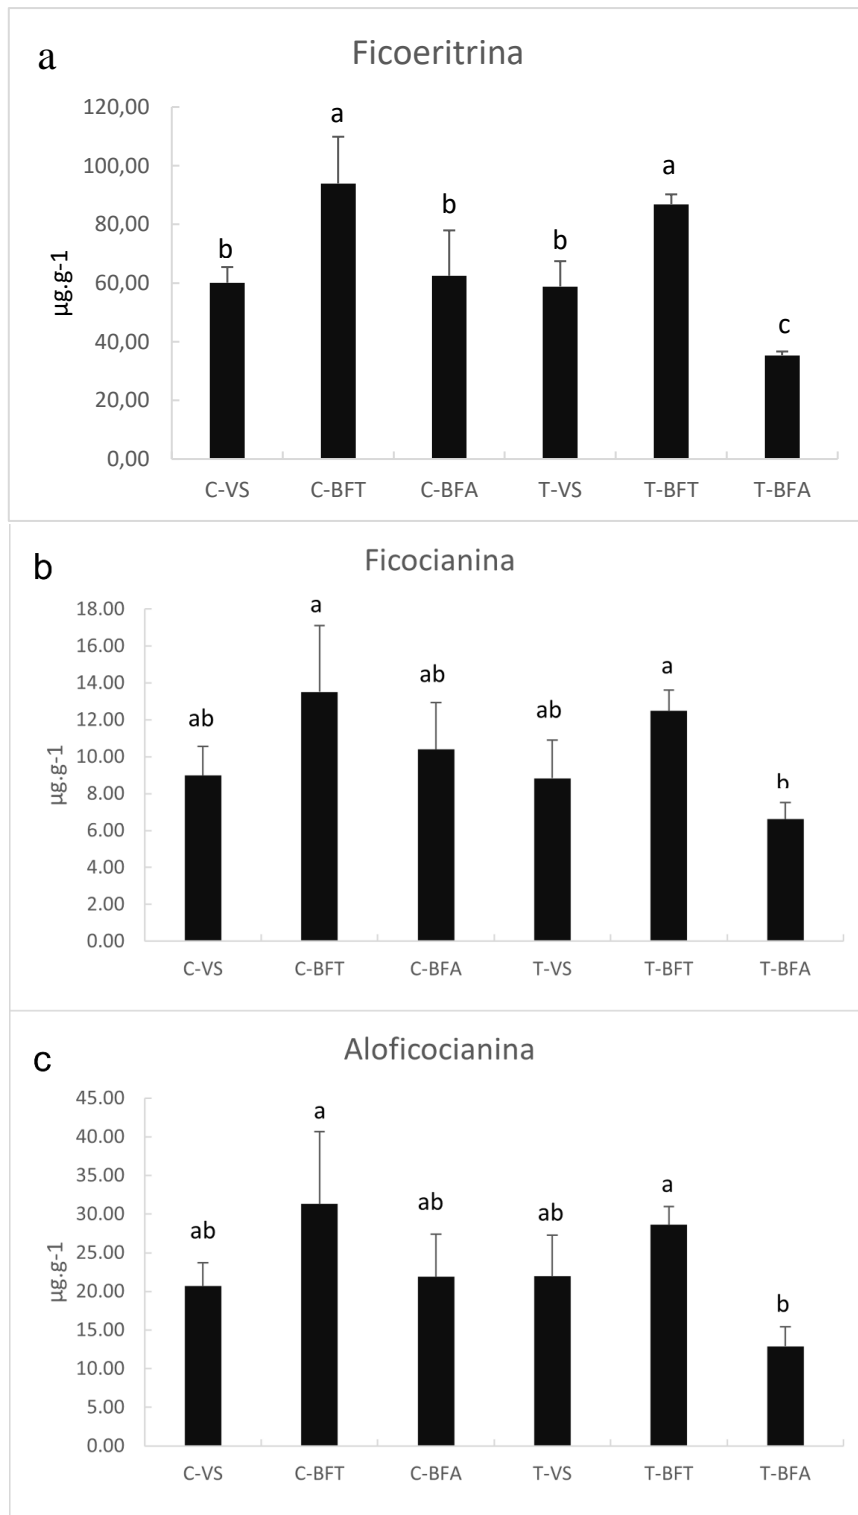 a
Ficoeritrina
120,00
100,00
80,00
60,00
40,00
20,00
0,00
µg.g-1
b
a
b
b
a
c
C-VS C-BFT C-BFA T-VS T-BFT T-BFA
b
Ficocianina
18.00
16.00
14.00
12.00
10.00
8.00
6.00
4.00
2.00
0.00
µg.g-1
ab
a
ab
ab
a
b
C-VS C-BFT C-BFA T-VS T-BFT T-BFA
c
Aloficocianina
45.00
40.00
35.00
30.00
25.00
20.00
15.00
10.00
5.00
0.00
µg.g-1
ab
a
ab
ab
a
b
C-VS C-BFT C-BFA T-VS T-BFT T-BFA